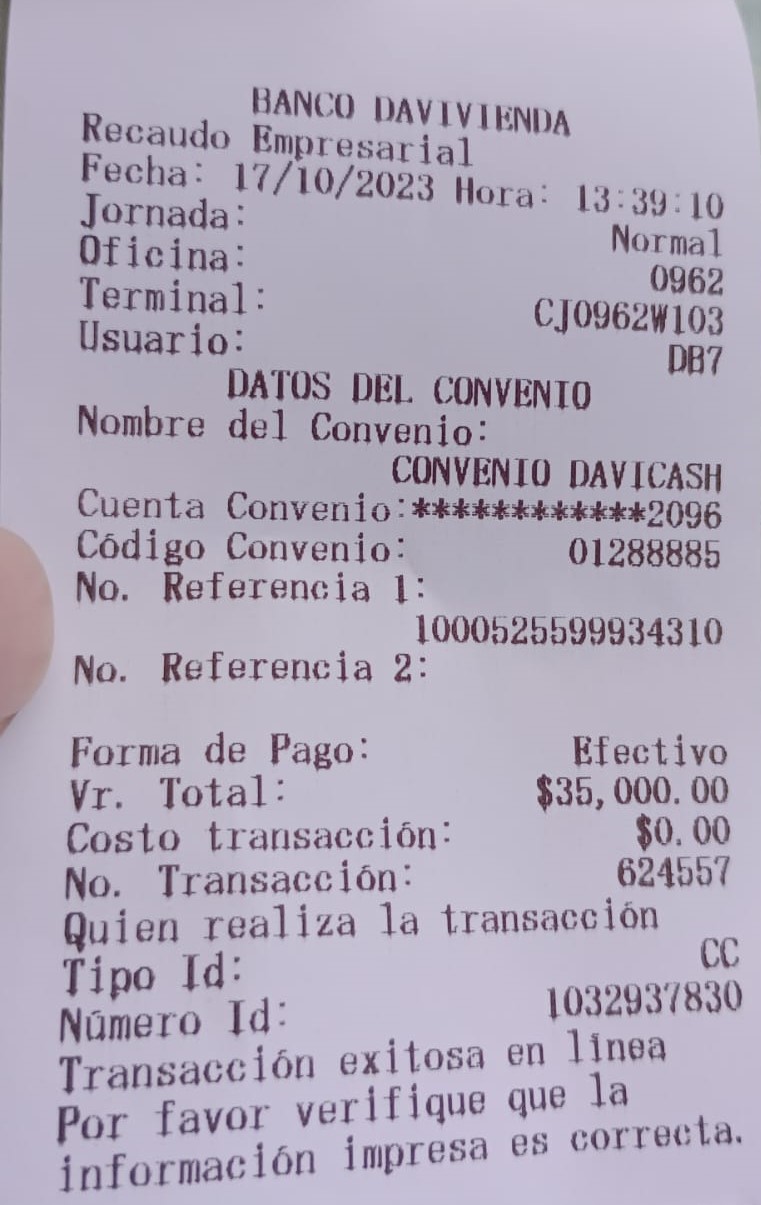 BANCO DAVIVIENDA
Recaudo Empresarial
Fecha: 17/10/2023 Hora: 13:39:10
Jornada: Normal
Oficina: 0962
Terminal: CJ0962W103
Usuario: DB7
DATOS DEL CONVENIO
Nombre del Convenio:
CONVENIO DAVICASH
Cuenta Convenio:************2096
Código Convenio: 01288885
No. Referencia 1:
1000525599934310
No. Referencia 2:
Forma de Pago: Efectivo
Vr. Total: $35,000.00
Costo transacción: $0.00
No. Transacción: 624557
Quien realiza la transacción
Tipo Id: CC
Número Id: 1032937830
Transacción exitosa en línea
Por favor verifique que la
información impresa es correcta.